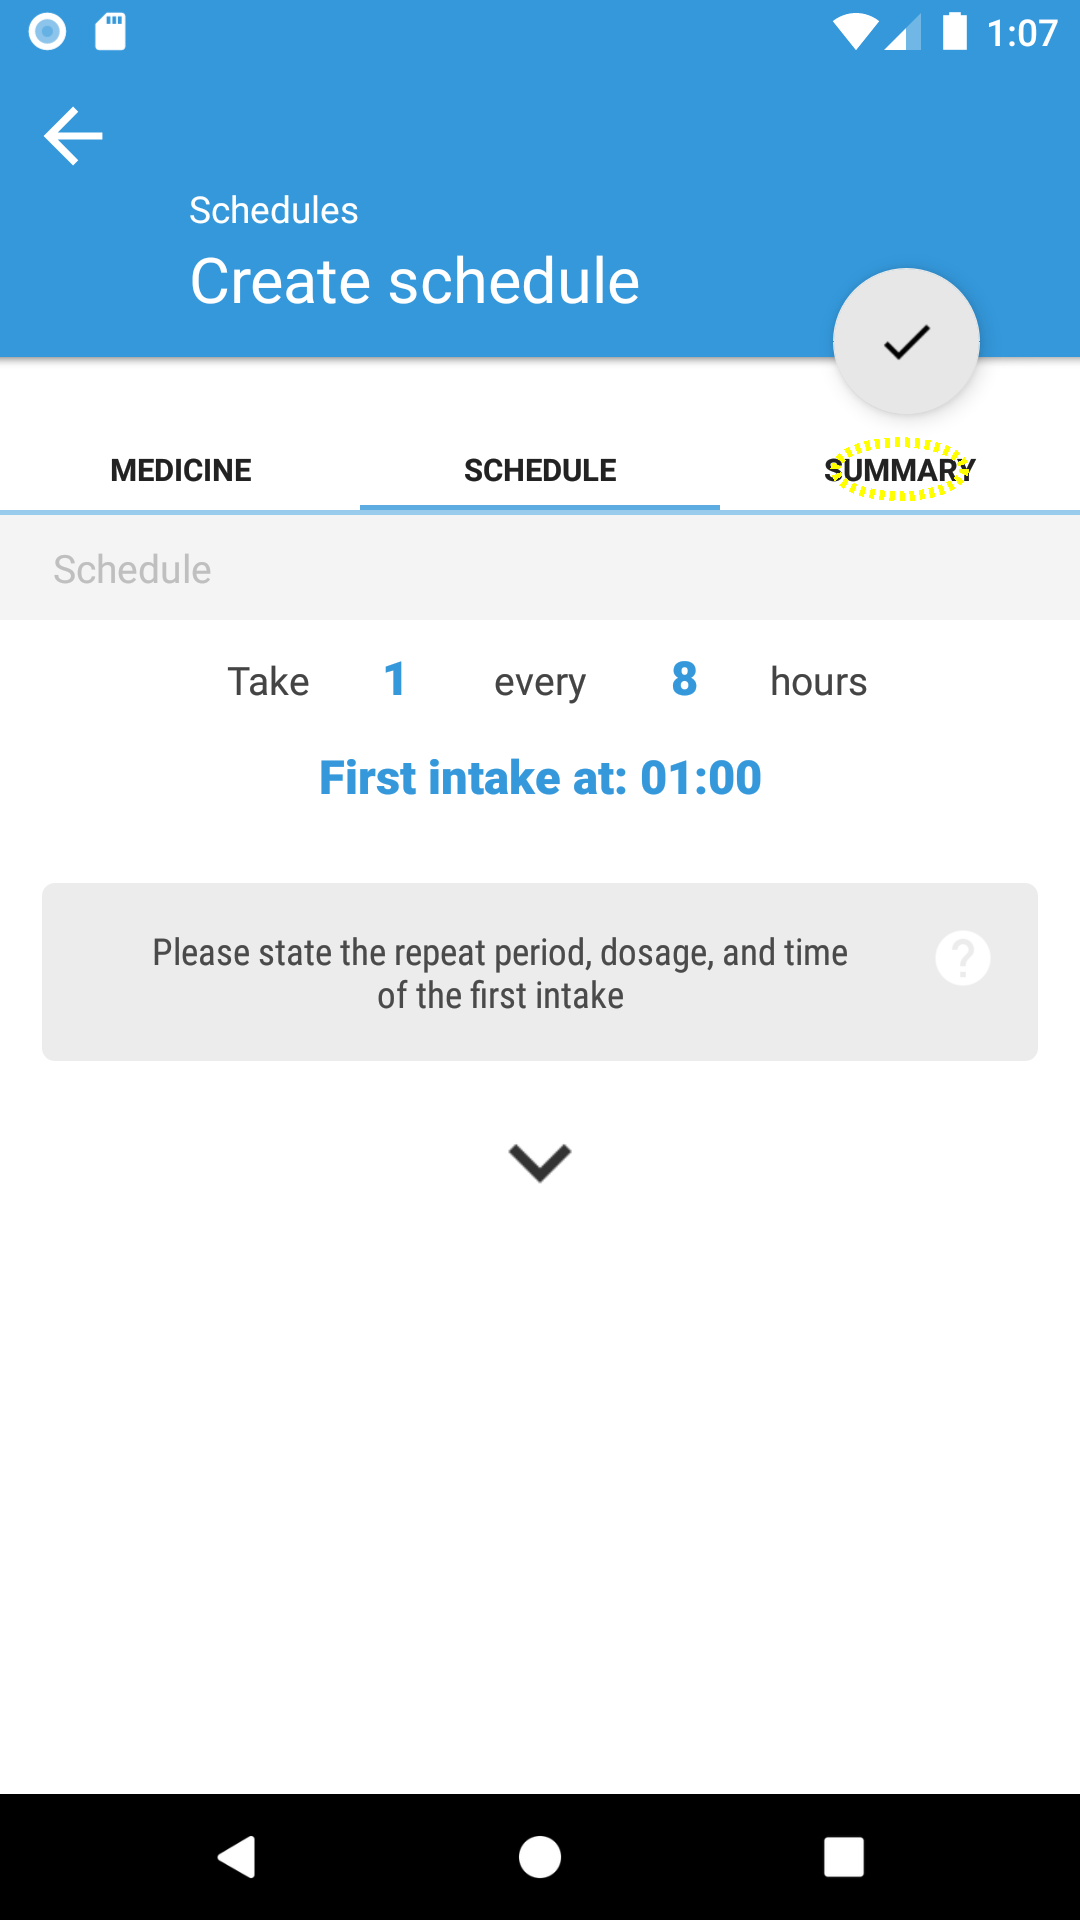 1:07
Schedules
Create schedule
MEDICINE SCHEDULE SUMMARY
Schedule
Take 1 every 8 hours
First intake at: 01:00
Please state the repeat period, dosage, and time
of the first intake
?